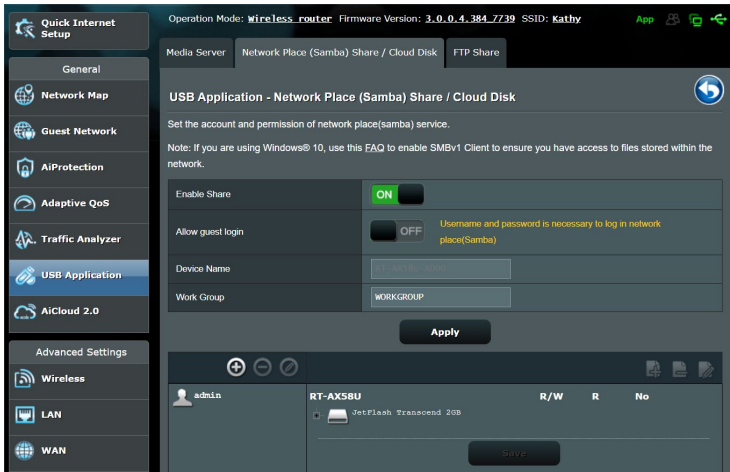 Quick Internet
Setup
Operation Mode: Wireless router Firmware Version: 3.0.0.4.384_7739 SSID: Kathy
App
Media Server
Network Place (Samba) Share / Cloud Disk
FTP Share
General
Network Map
Guest Network
AiProtection
Adaptive QoS
Traffic Analyzer
USB Application
AiCloud 2.0
Advanced Settings
Wireless
LAN
WAN
USB Application - Network Place (Samba) Share / Cloud Disk
Set the account and permission of network place(samba) service.
Note: If you are using Windows® 10, use this FAQ to enable SMBv1 Client to ensure you have access to files stored within the
network.
Enable Share
ON
Allow guest login
OFF
Username and password is necessary to log in network
place(Samba)
Device Name
Work Group
WORKGROUP
Apply
admin
RT-AX58U
R/W
R
No
JetFlash Transcend 2GB
Save